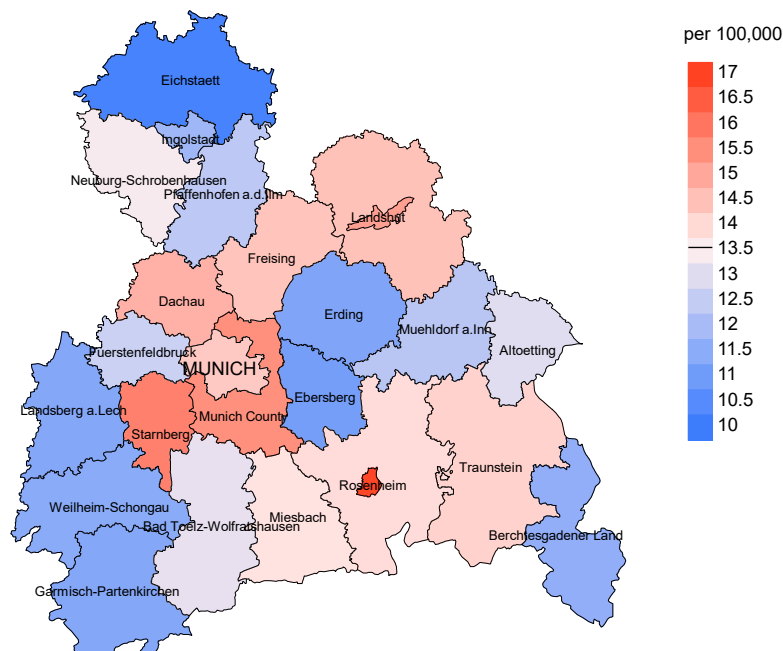 per 100,000
17
16.5
16
15.5
15
14.5
14
13.5
13
12.5
12
11.5
11
10.5
10
Eichstaett
Ingolstadt
Neuburg-Schrobenhausen
Pfaffenhofen a.d.Ilm
Landshut
Freising
Dachau
Erding
Muehldorf a.Inn
Altoetting
Fuerstenfeldbruck
MUNICH
Ebersberg
Landsberg a.Lech
Munich County
Starnberg
Traunstein
Rosenheim
Weilheim-Schongau
Miesbach
Bad Toelz-Wolfratshausen
Berchtesgadener Land
Garmisch-Partenkirchen